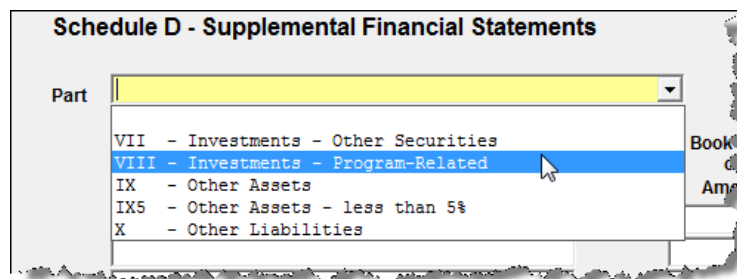 Schedule D - Supplemental Financial Statements
Part
VII - Investments - Other Securities
Book
VIII - Investments - Program-Related
IX - Other Assets
IX5 - Other Assets - less than 5%
X - Other Liabilities